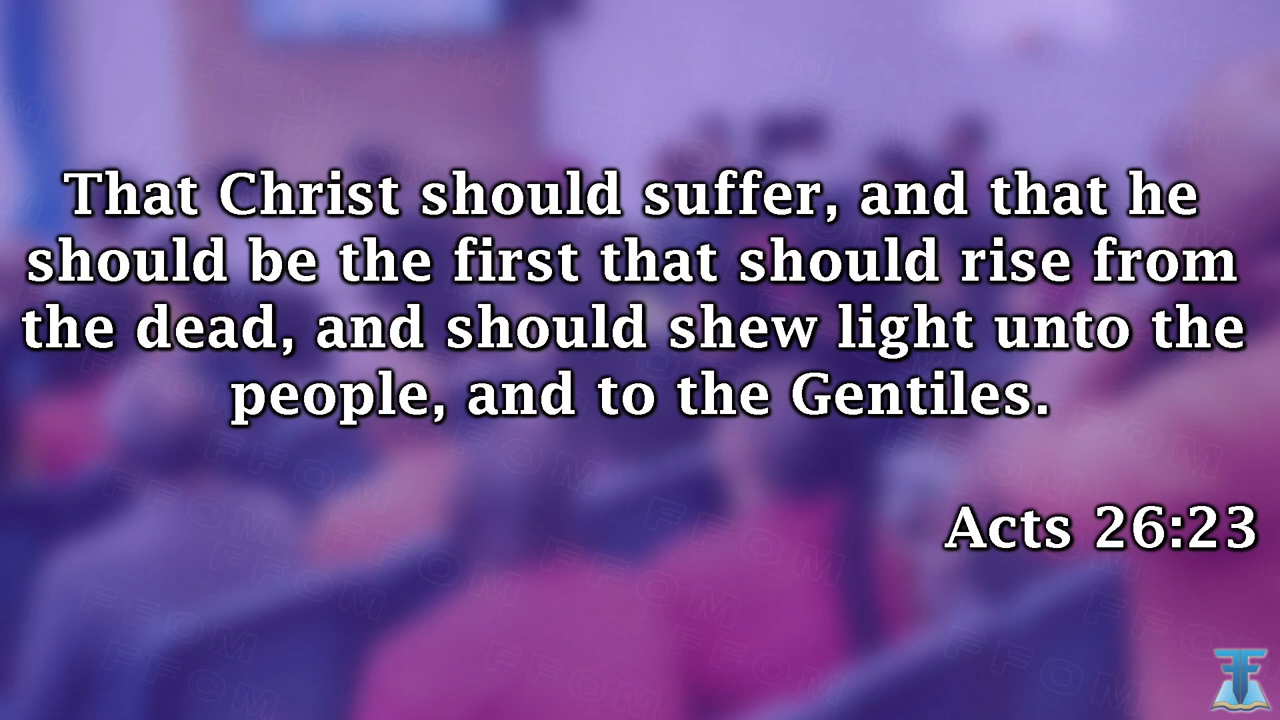 That Christ should suffer, and that he
should be the first that should rise from
the dead, and should shew light unto the
people, and to the Gentiles.
Acts 26:23
FFOM